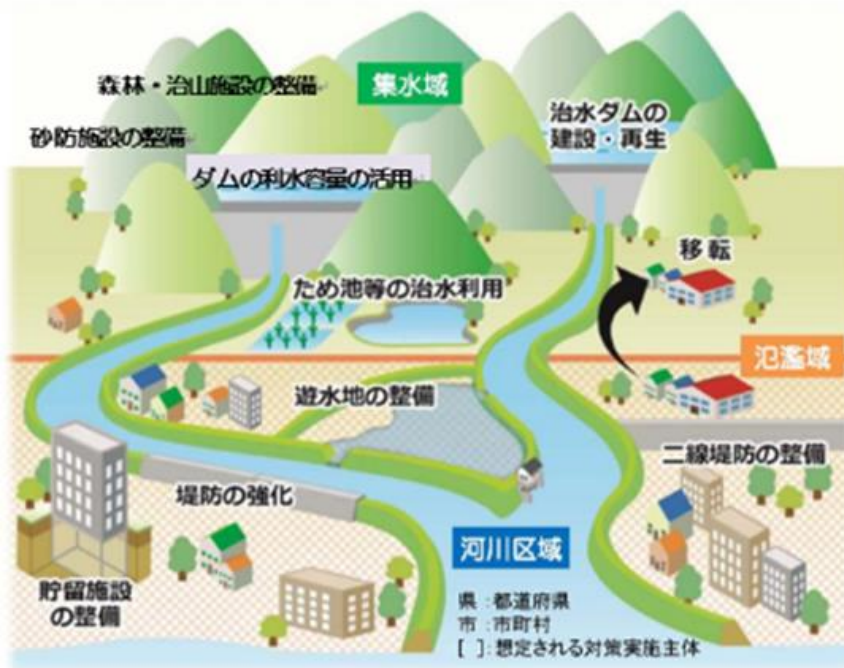 森林・治山施設の整備
集水域
砂防施設の整備
治水ダムの
建設・再生
ダムの利水容量の活用
移転
ため池等の治水利用
氾濫域
遊水地の整備
二線堤防の整備
堤防の強化
河川区域
貯留施設
の整備
県:都道府県
市:市町村
[ ]:想定される対策実施主体